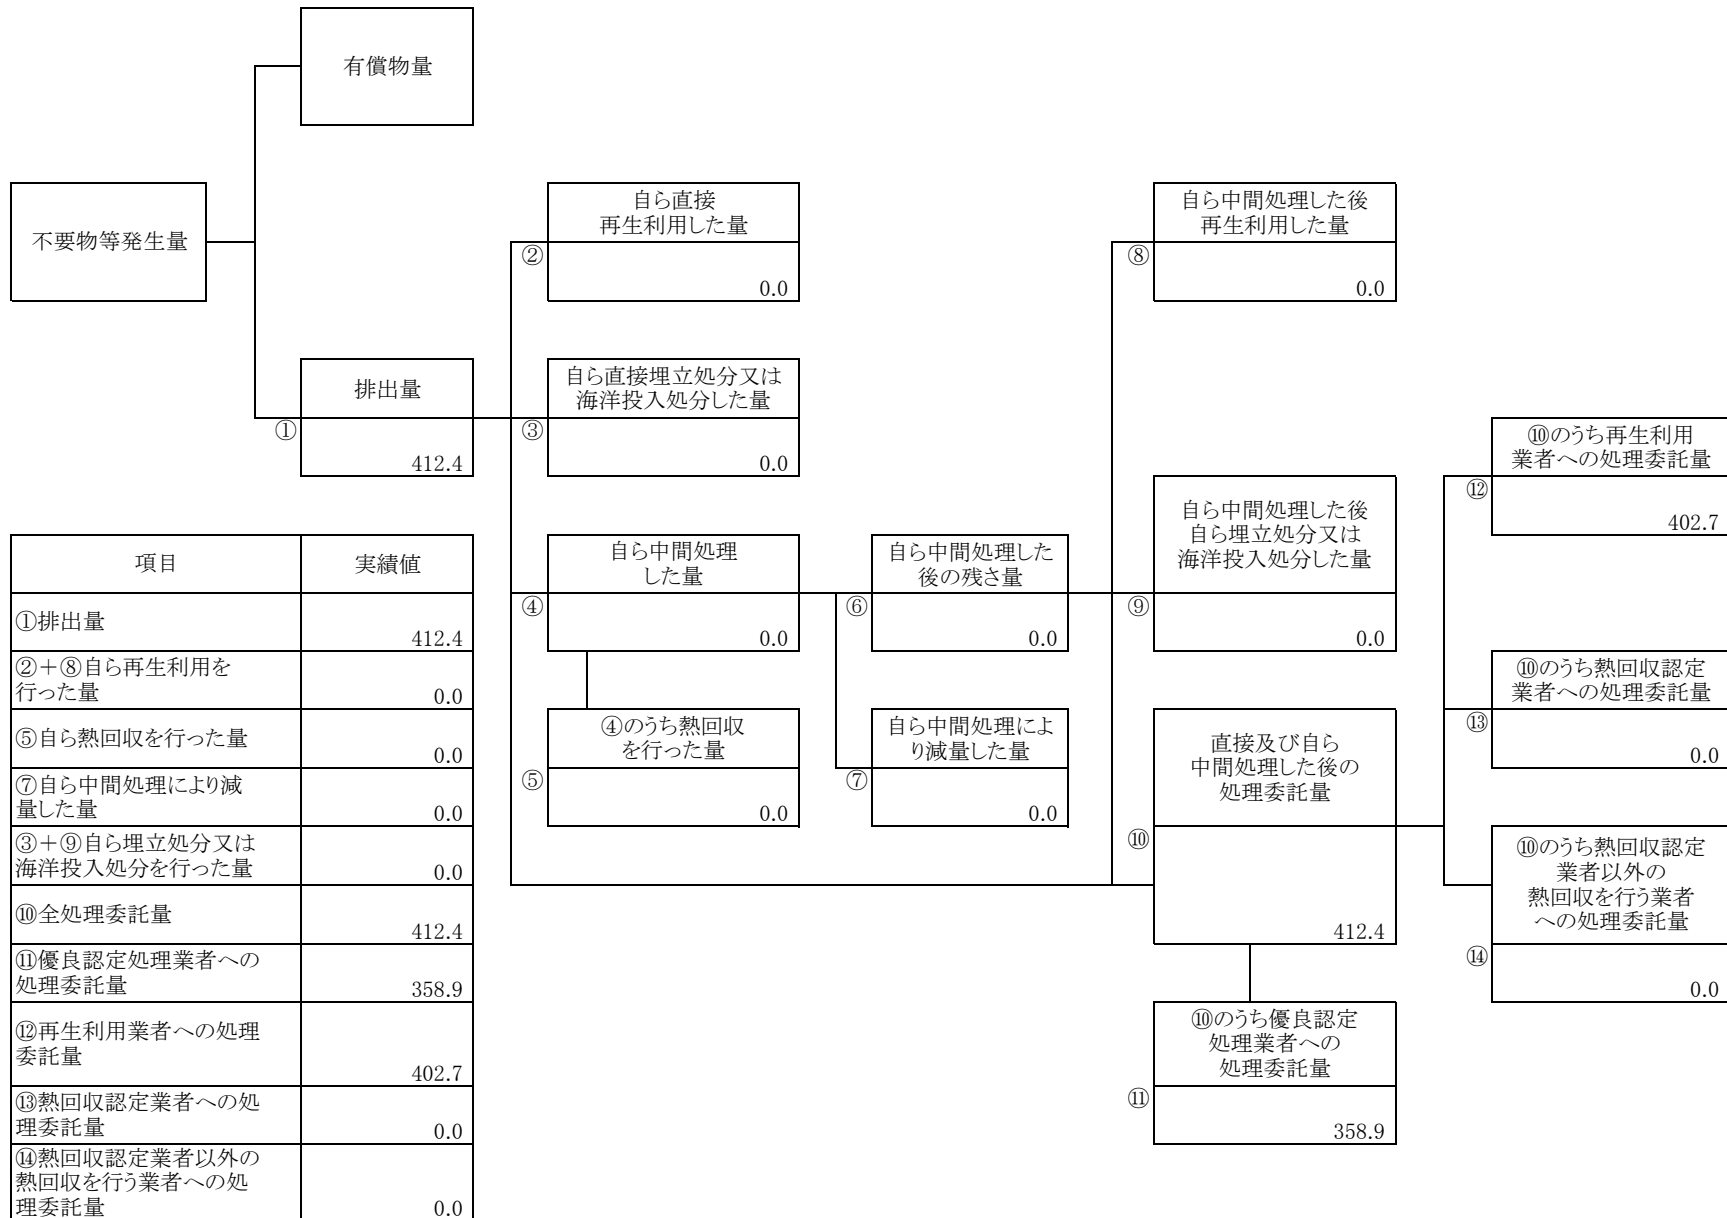 有償物量
不要物等発生量
自ら直接
再生利用した量
②
0.0
自ら中間処理した後
再生利用した量
⑧
0.0
排出量
①
412.4
自ら直接埋立処分又は
海洋投入処分した量
③
0.0
⑩のうち再生利用
業者への処理委託量
⑫
402.7
自ら中間処理
した量
④
0.0
自ら中間処理した
後の残さ量
⑥
0.0
自ら中間処理した後
自ら埋立処分又は
海洋投入処分した量
⑨
0.0
⑩のうち熱回収認定
業者への処理委託量
⑬
0.0
④のうち熱回収
を行った量
⑤
0.0
自ら中間処理によ
り減量した量
⑦
0.0
直接及び自ら
中間処理した後の
処理委託量
⑩
412.4
⑩のうち熱回収認定
業者以外の
熱回収を行う業者
への処理委託量
⑭
0.0
⑩のうち優良認定
処理業者への
処理委託量
⑪
358.9
項目 実績値
①排出量 412.4
②＋⑧自ら再生利用を
行った量 0.0
⑤自ら熱回収を行った量 0.0
⑦自ら中間処理により減
量した量 0.0
③＋⑨自ら埋立処分又は
海洋投入処分を行った量 0.0
⑩全処理委託量 412.4
⑪優良認定処理業者への
処理委託量 358.9
⑫再生利用業者への処理
委託量 402.7
⑬熱回収認定業者への処
理委託量 0.0
⑭熱回収認定業者以外の
熱回収を行う業者への処
理委託量 0.0